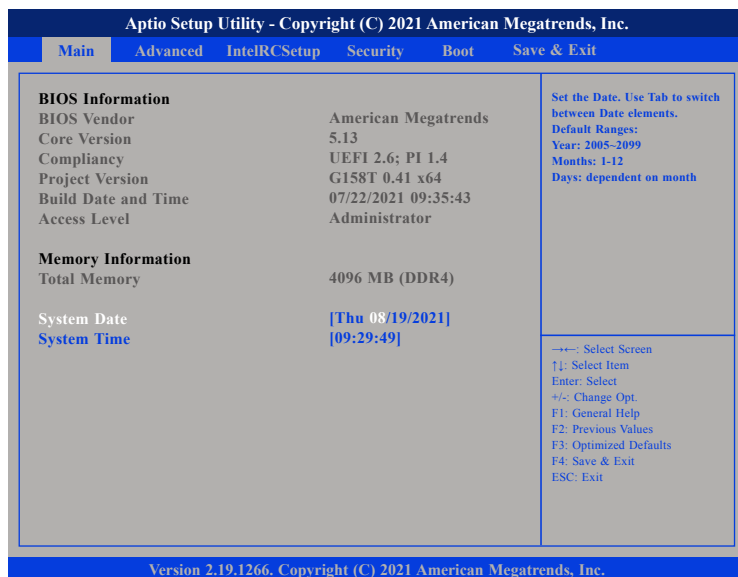 Aptio Setup Utility - Copyright (C) 2021 American Megatrends, Inc.
Main Advanced IntelRCSetup Security Boot Save & Exit
BIOS Information
BIOS Vendor American Megatrends
Core Version 5.13
Compliancy UEFI 2.6; PI 1.4
Project Version G158T 0.41 x64
Build Date and Time 07/22/2021 09:35:43
Access Level Administrator
Memory Information
Total Memory 4096 MB (DDR4)
System Date [Thu 08/19/2021]
System Time [09:29:49]
Set the Date. Use Tab to switch
between Date elements.
Default Ranges:
Year: 2005~2099
Months: 1-12
Days: dependent on month
→←: Select Screen
↑↓: Select Item
Enter: Select
+/-: Change Opt.
F1: General Help
F2: Previous Values
F3: Optimized Defaults
F4: Save & Exit
ESC: Exit
Version 2.19.1266. Copyright (C) 2021 American Megatrends, Inc.